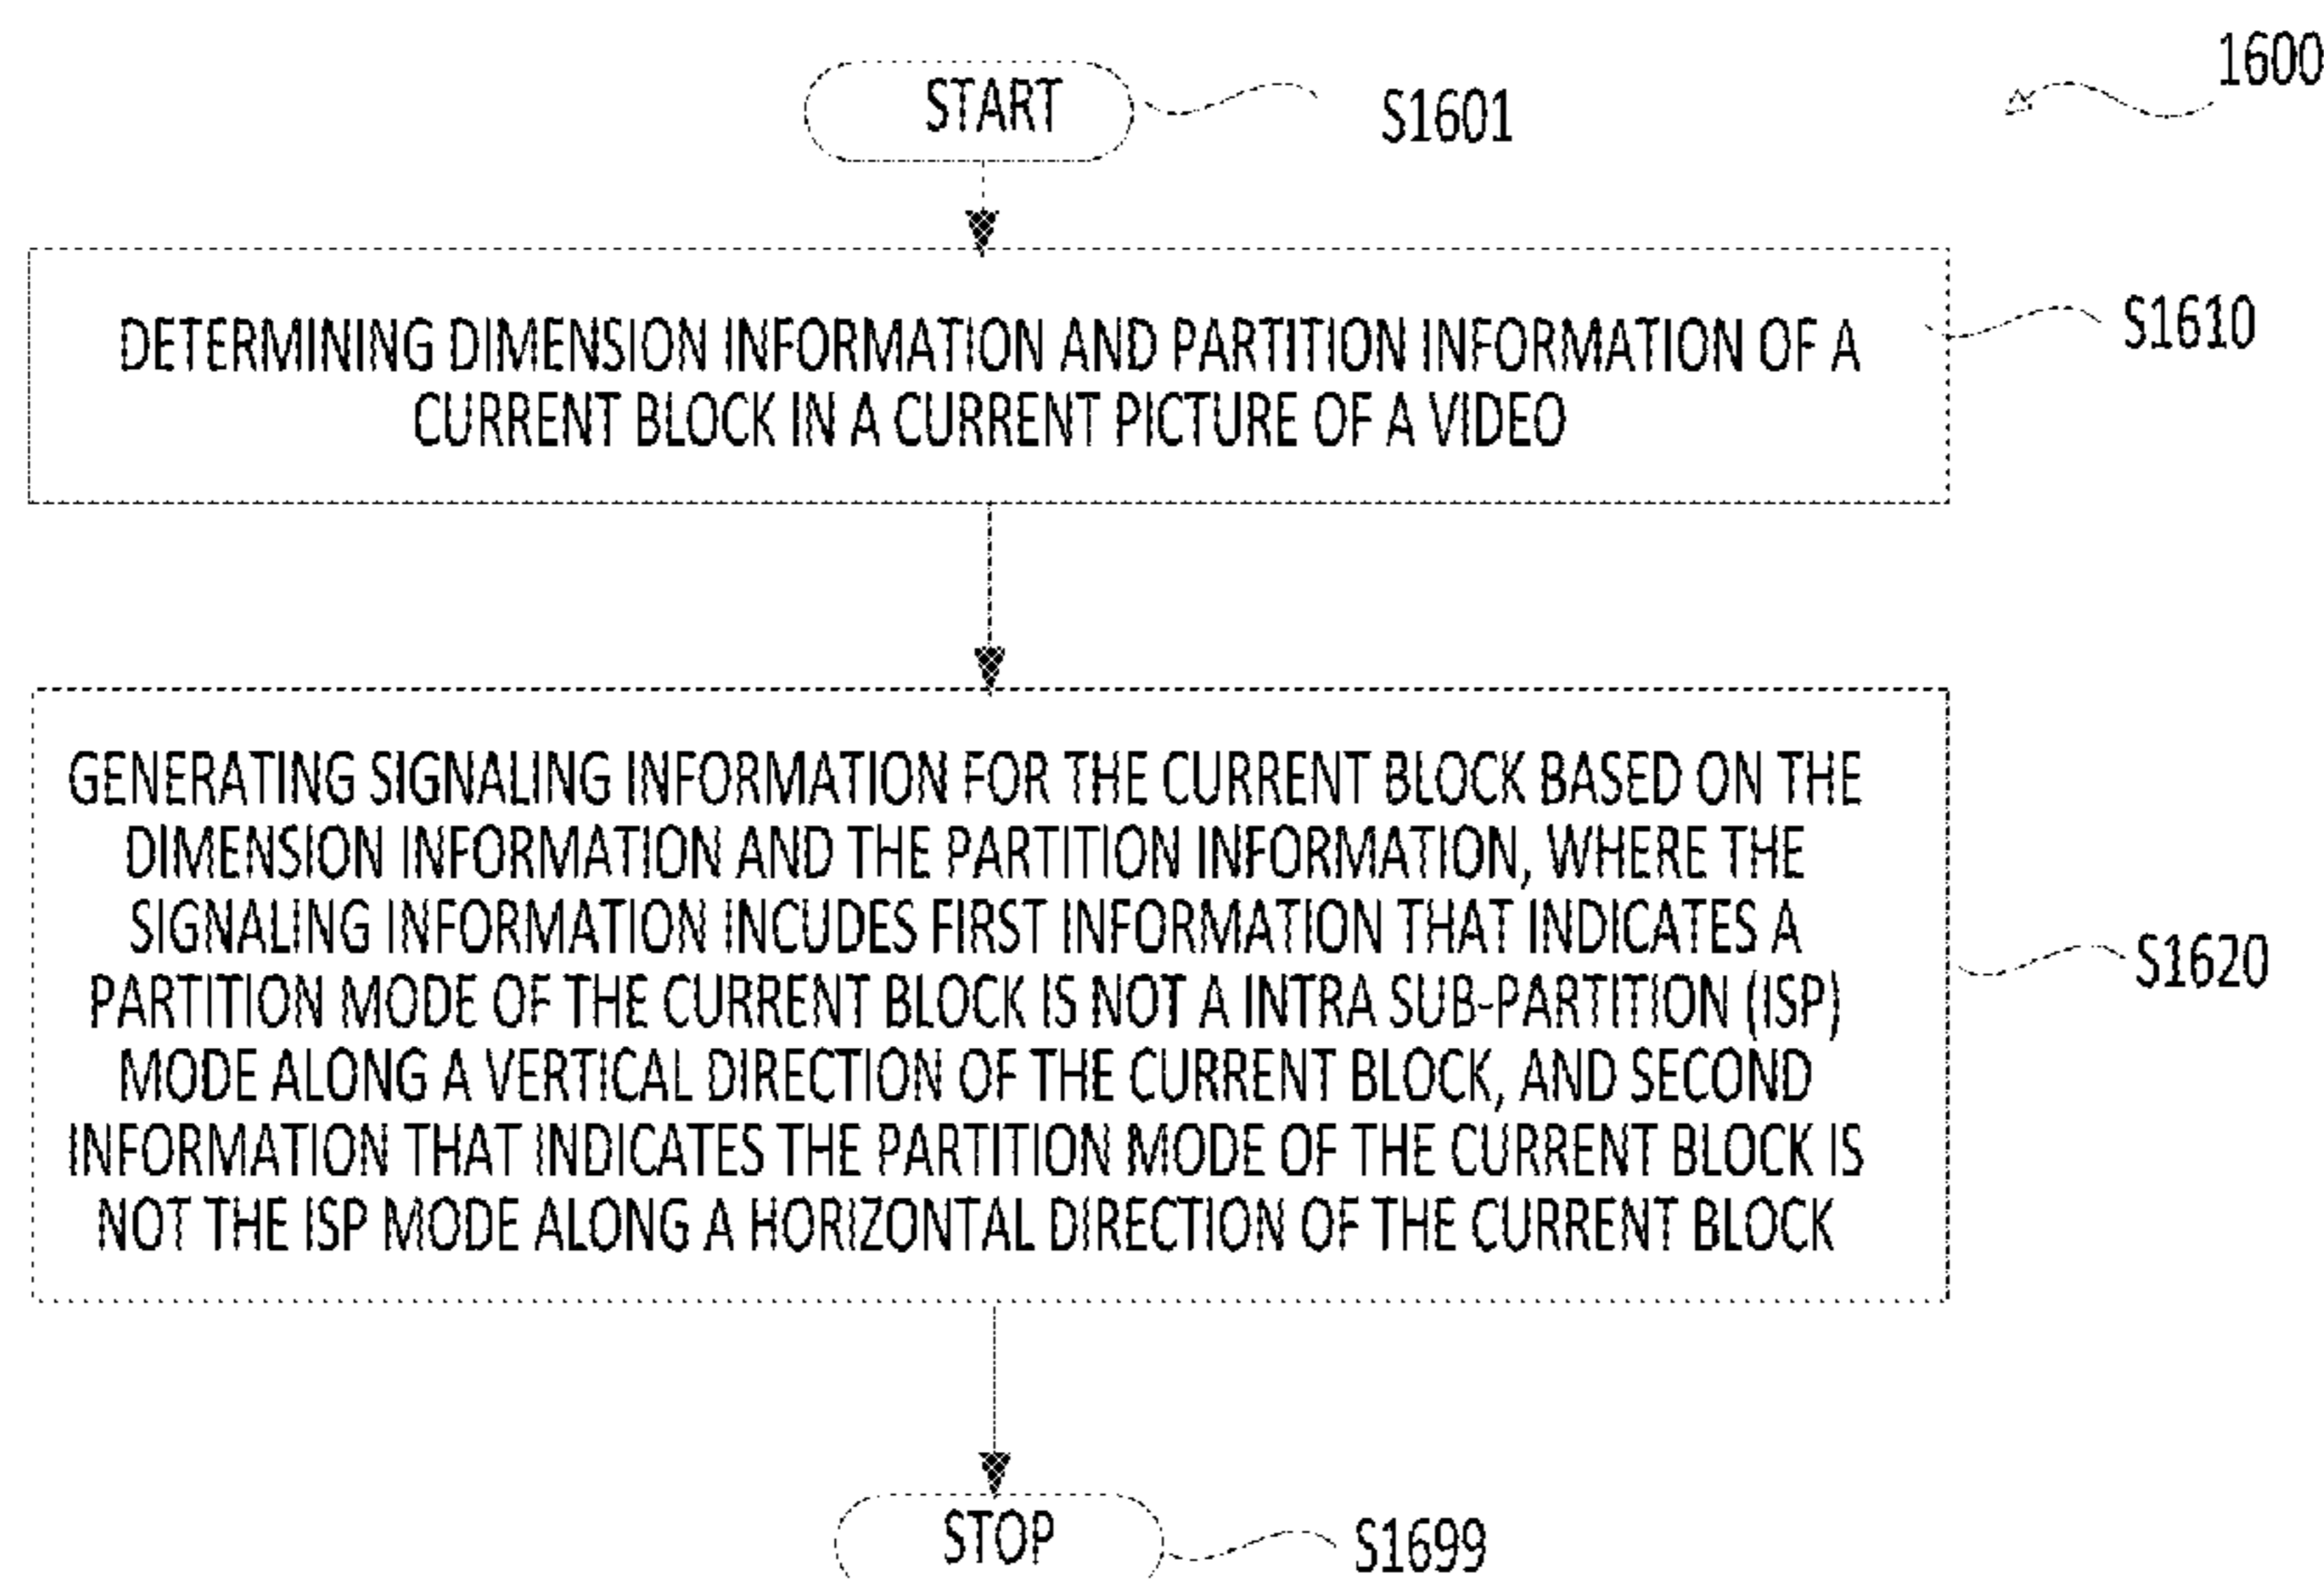 1600
START
S1601
DETERMINING DIMENSION INFORMATION AND PARTITION INFORMATION OF A
CURRENT BLOCK IN A CURRENT PICTURE OF A VIDEO
S1610
GENERATING SIGNALING INFORMATION FOR THE CURRENT BLOCK BASED ON THE
DIMENSION INFORMATION AND THE PARTITION INFORMATION, WHERE THE
SIGNALING INFORMATION INCUDES FIRST INFORMATION THAT INDICATES A
PARTITION MODE OF THE CURRENT BLOCK IS NOT A INTRA SUB-PARTITION (ISP)
MODE ALONG A VERTICAL DIRECTION OF THE CURRENT BLOCK, AND SECOND
INFORMATION THAT INDICATES THE PARTITION MODE OF THE CURRENT BLOCK IS
NOT THE ISP MODE ALONG A HORIZONTAL DIRECTION OF THE CURRENT BLOCK
S1620
STOP
S1699